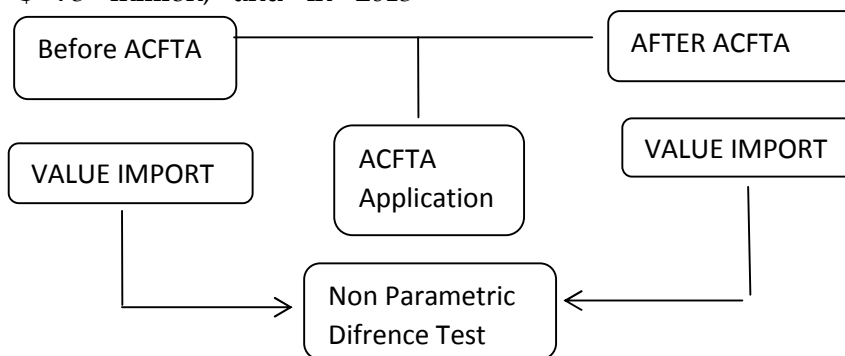 Before ACFTA
AFTER ACFTA
ACFTA
Application
VALUE IMPORT
VALUE IMPORT
Non Parametric
Difrence Test